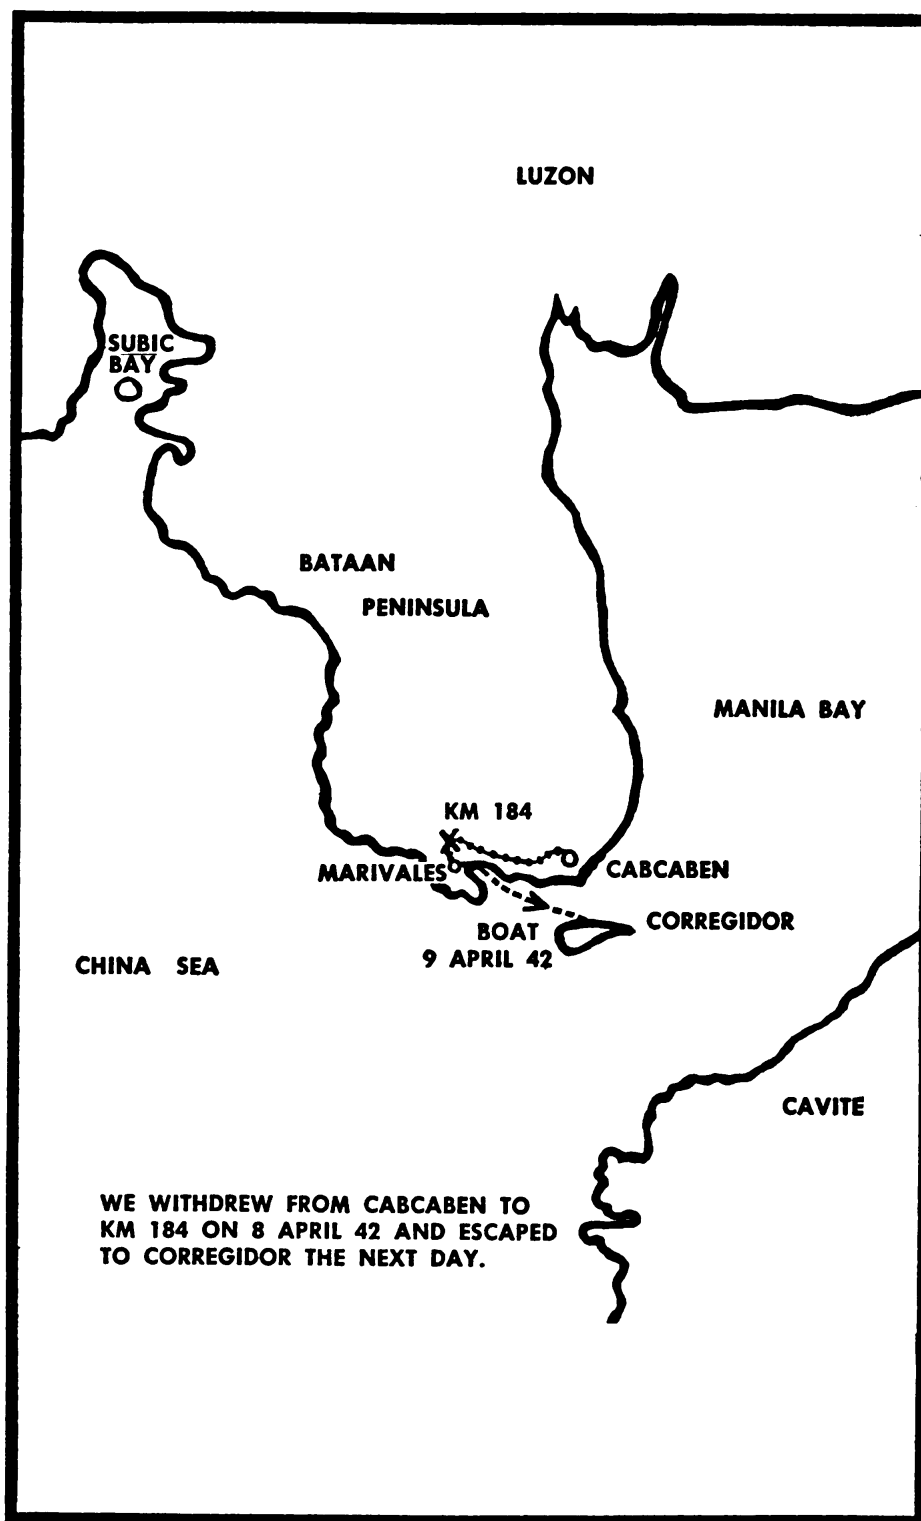 LUZON
SUBIC
BAY
BATAAN
PENINSULA
MANILA BAY
KM 184
MARIVALES
CABCABEN
CORREGIDOR
BOAT
9 APRIL 42
CHINA SEA
CAVITE
WE WITHDREW FROM CABCABEN TO
KM 184 ON 8 APRIL 42 AND ESCAPED
TO CORREGIDOR THE NEXT DAY.